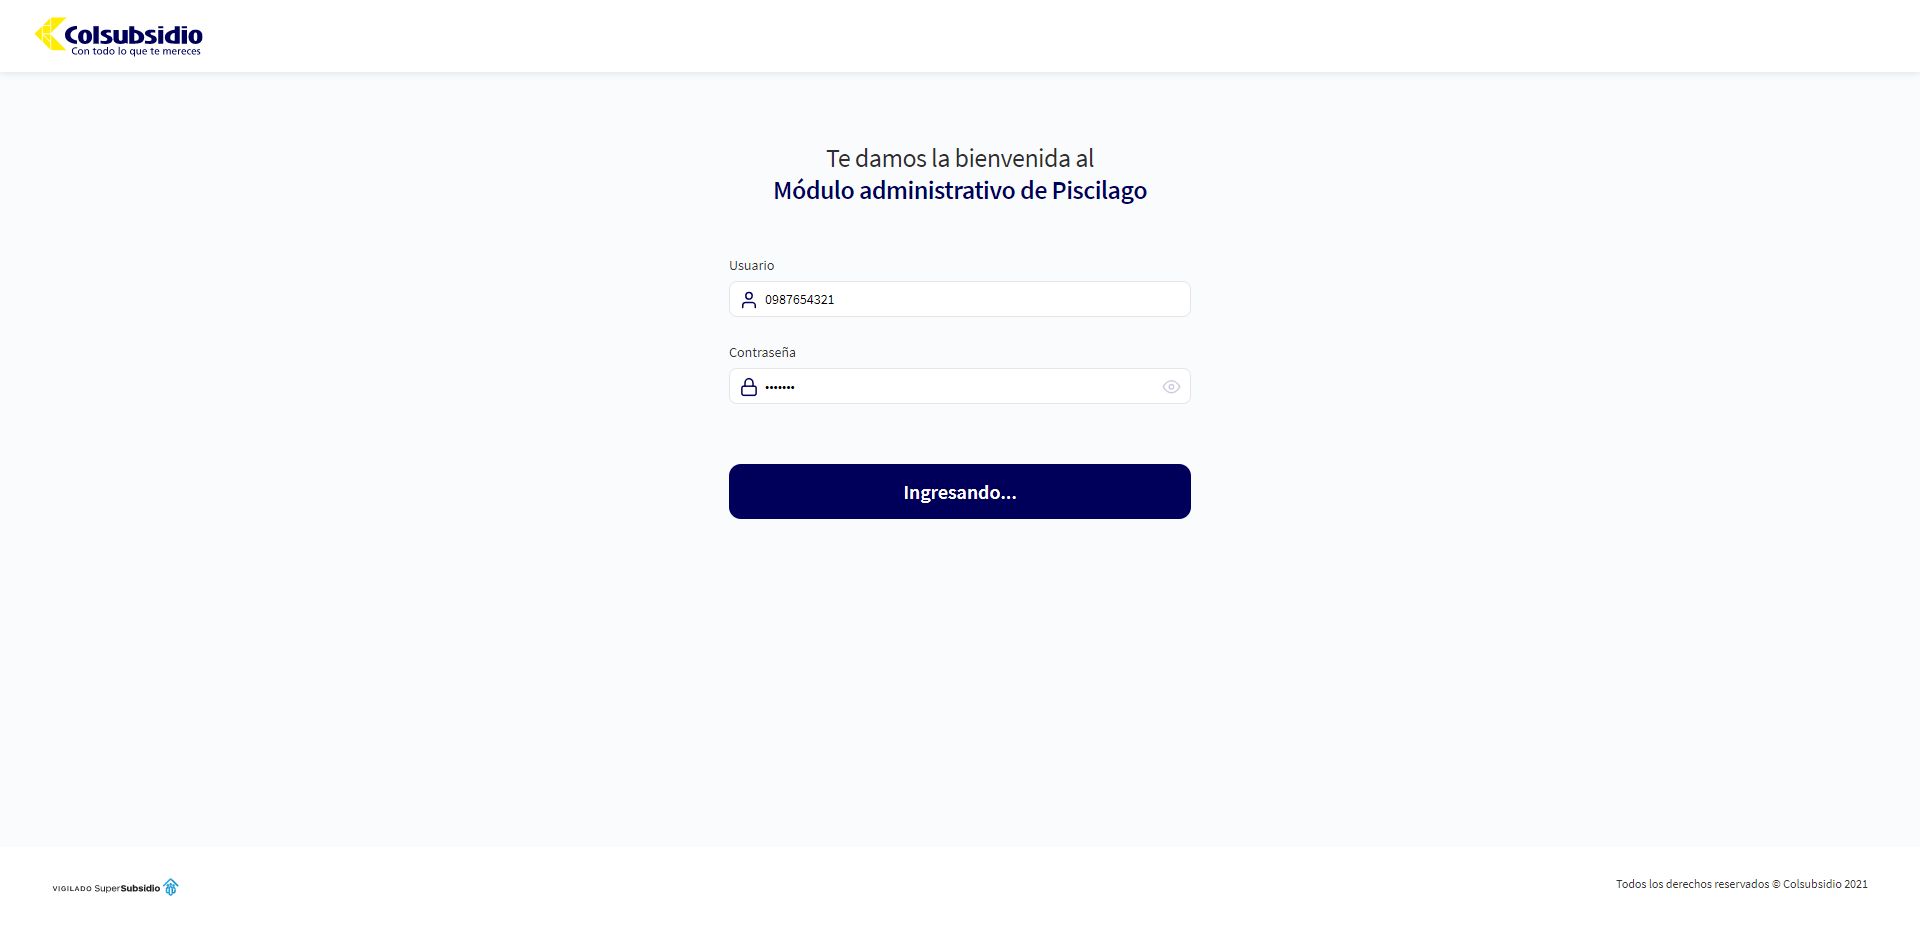 Colsubsidio
Con todo lo que te mereces
Te damos la bienvenida al
Módulo administrativo de Piscilago
Usuario
0987654321
Contraseña
•••••••
Ingresando...
VIGILADO SuperSubsidio
Todos los derechos reservados © Colsubsidio 2021